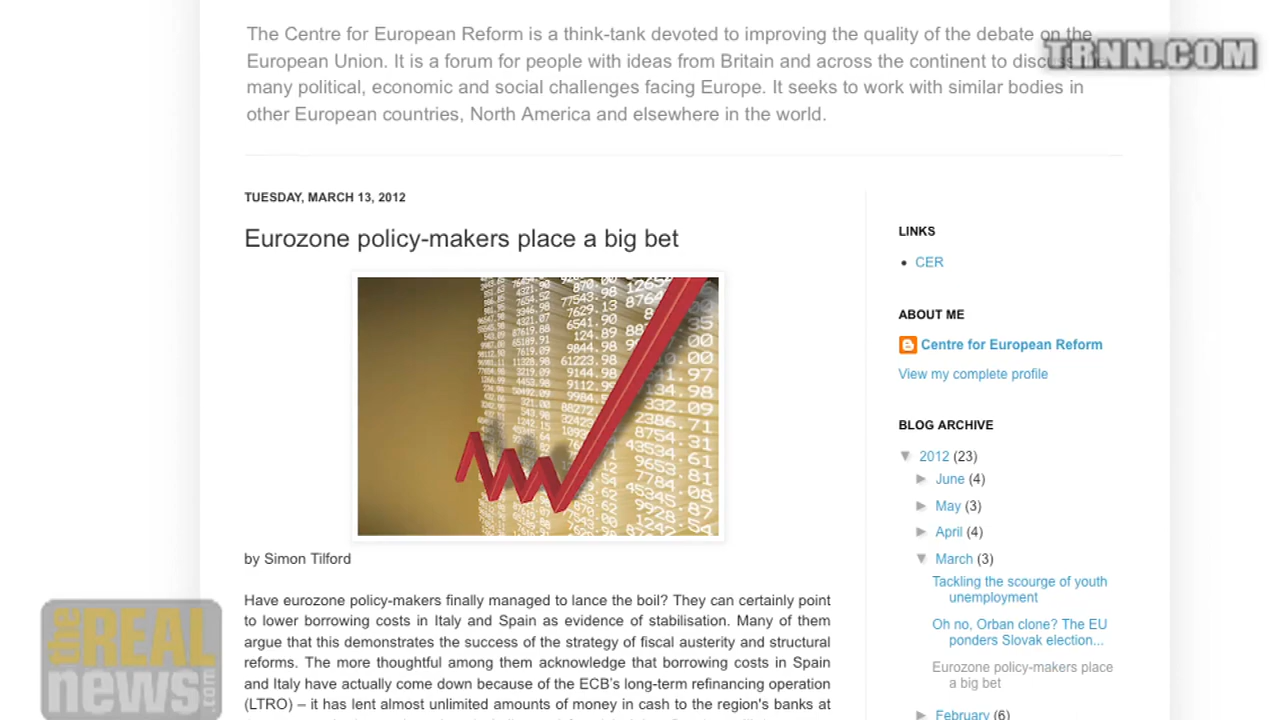 The Centre for European Reform is a think-tank devoted to improving the quality of the debate on the
European Union. It is a forum for people with ideas from Britain and across the continent to discuss the
many political, economic and social challenges facing Europe. It seeks to work with similar bodies in
other European countries, North America and elsewhere in the world.
TRNN.COM
TUESDAY, MARCH 13, 2012
Eurozone policy-makers place a big bet
by Simon Tilford
Have eurozone policy-makers finally managed to lance the boil? They can certainly point
to lower borrowing costs in Italy and Spain as evidence of stabilisation. Many of them
argue that this demonstrates the success of the strategy of fiscal austerity and structural
reforms. The more thoughtful among them acknowledge that borrowing costs in Spain
and Italy have actually come down because of the ECB's long-term refinancing operation
(LTRO) – it has lent almost unlimited amounts of money in cash to the region's banks at
LINKS
• CER
ABOUT ME
Centre for European Reform
View my complete profile
BLOG ARCHIVE
▼ 2012 (23)
► June (4)
► May (3)
► April (4)
▼ March (3)
Tackling the scourge of youth
unemployment
Oh no, Orban clone? The EU
ponders Slovak election...
Eurozone policy-makers place
a big bet
► February (6)
the REAL
news.com